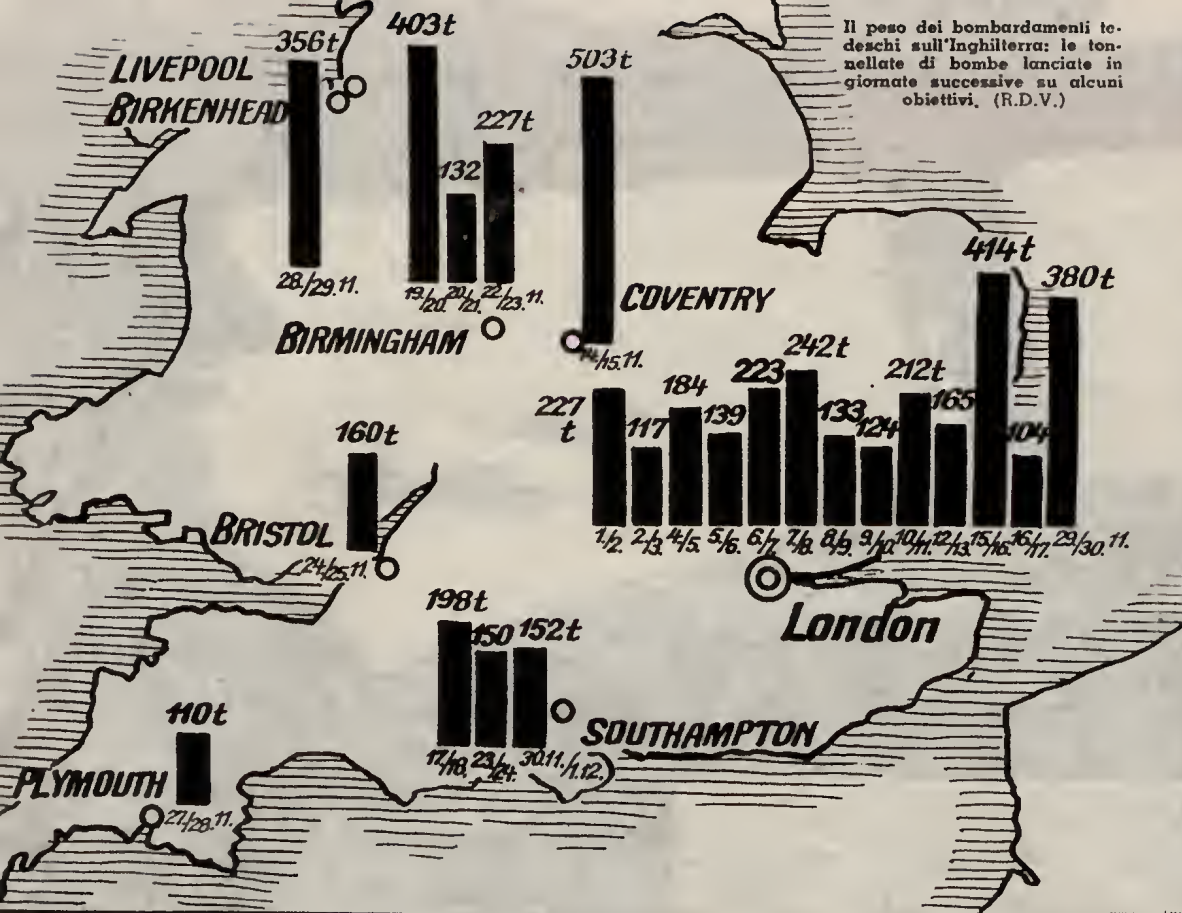 Il peso dei bombardamenti te-
deschi sull'Inghilterra: le ton-
nellate di bombe lanciate in
giornate successive su alcuni
obiettivi. (R.D.V.)
LIVEPOOL
BIRKENHEAD
356t
28./29.11.
403t
132
227t
19./20. 20./21. 22./23.11.
BIRMINGHAM
503t
COVENTRY
14./15.11.
227
t
117
184
139
223
242t
133
124
212t
165
414t
104
380t
1./2. 2./3. 4./5. 5./6. 6./7. 7./8. 8./9. 9./10. 10./11. 12./13. 15./16. 16./17. 29./30.11.
London
160t
BRISTOL
24./25.11.
198t
150
152t
17./18. 23./24. 30.11./1.12.
SOUTHAMPTON
110t
PLYMOUTH
27./28.11.